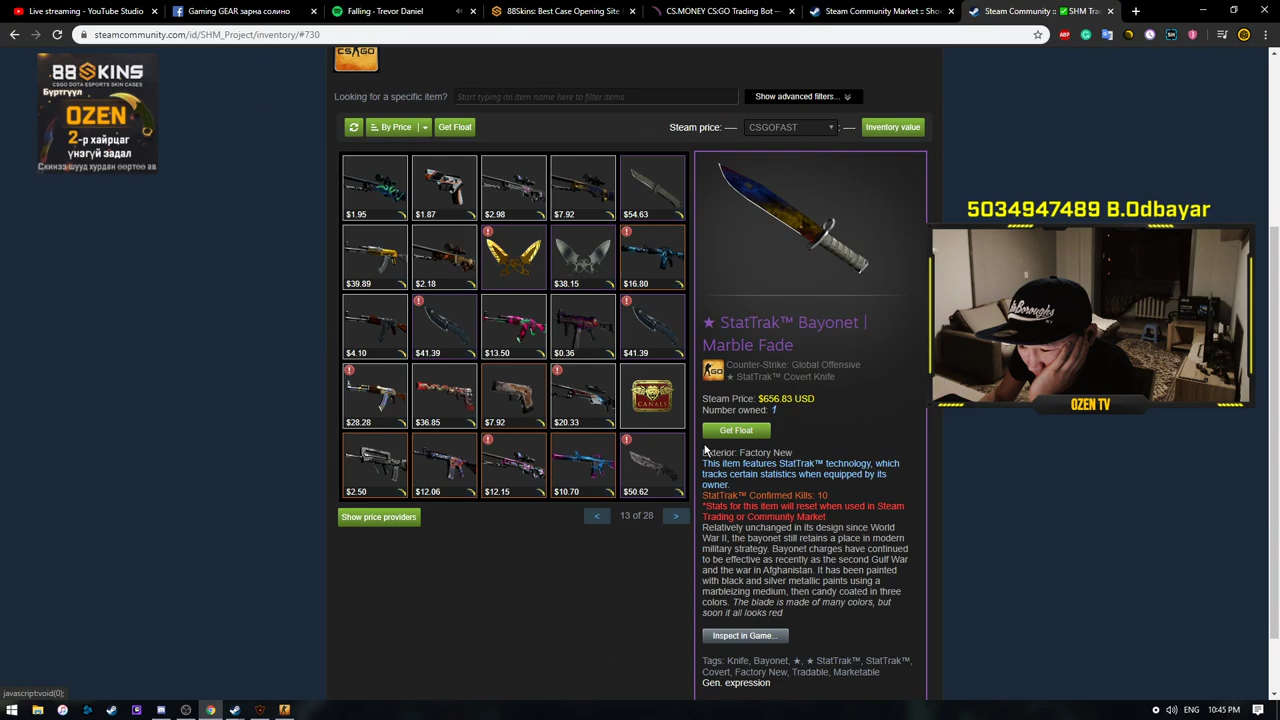 Live streaming - YouTube Studio
Gaming GEAR зарна солилцоо
Falling • Trevor Daniel
88Skins: Best Case Opening Site
CS.MONEY CSGO Trading Bot
Steam Community Market :: Sho
Steam Community :: ✅ SHM Tra
steamcommunity.com/id/SHM_Project/inventory/#730
88SKINS
CSGO DOTA ESPORTS SKIN CASES
Бүртгүүл
OZEN
2-р хайрцаг
үнэгүй задал
Скинээ шууд хурдан өөртөө ав
CS GO
Looking for a specific item?
Start typing an item name here to filter items
Show advanced filters...
By Price
Get Float
Steam price: ----
CSGOFAST
: ----
Inventory value
$1.95
$1.87
$2.98
$7.92
$54.63
$39.89
$2.18
$38.15
$16.80
$4.10
$41.39
$13.50
$0.36
$41.39
$28.28
$36.85
$7.92
$20.33
CANALS
$2.50
$12.06
$12.15
$10.70
$50.62
Show price providers
<
13 of 28
>
★ StatTrak™ Bayonet |
Marble Fade
GO
Counter-Strike: Global Offensive
★ StatTrak™ Covert Knife
Steam Price: $656.83 USD
Number owned: 1
Get Float
Exterior: Factory New
This item features StatTrak™ technology, which
tracks certain statistics when equipped by its
owner.
StatTrak™ Confirmed Kills: 10
*Stats for this item will reset when used in Steam
Trading or Community Market
Relatively unchanged in its design since World
War II, the bayonet still retains a place in modern
military strategy. Bayonet charges have continued
to be effective as recently as the second Gulf War
and the war in Afghanistan. It has been painted
with black and silver metallic paints using a
marbleizing medium, then candy coated in three
colors. The blade is made of many colors, but
soon it all looks red
Inspect in Game...
Tags: Knife, Bayonet, ★, ★ StatTrak™, StatTrak™,
Covert, Factory New, Tradable, Marketable
Gen. expression
5034947489 B.Odbayar
OZEN TV
javascript:void(0);
10:45 PM